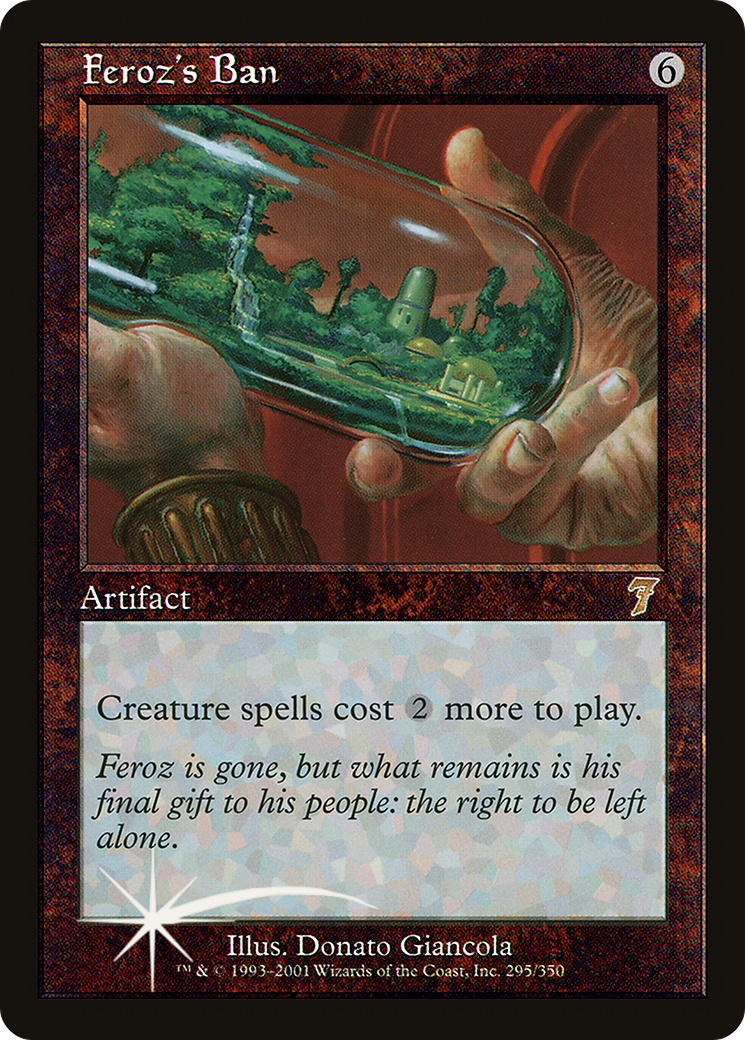 Feroz's Ban 6
Artifact 7
Creature spells cost 2 more to play.
Feroz is gone, but what remains is his
final gift to his people: the right to be left
alone.
Illus. Donato Giancola
™ & © 1993-2001 Wizards of the Coast, Inc. 295/350